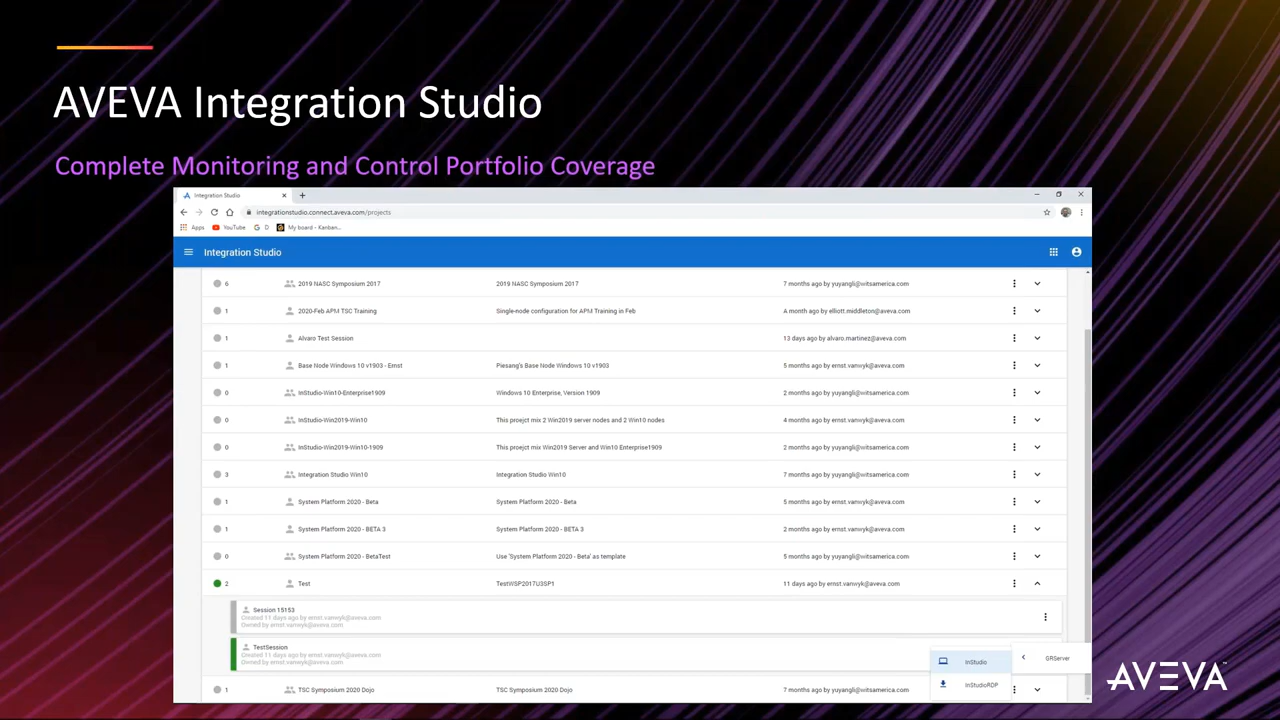 AVEVA Integration Studio
Complete Monitoring and Control Portfolio Coverage
Integration Studio
integrationstudio.connect.aveva.com/projects
Apps YouTube G D My board - Kanban...
Integration Studio
6 2019 NASC Symposium 2017 2019 NASC Symposium 2017 7 months ago by yuyangli@witsamerica.com
1 2020-Feb APM TSC Training Single-node configuration for APM Training in Feb A month ago by elliott.middleton@aveva.com
1 Alvaro Test Session 13 days ago by alvaro.martinez@aveva.com
1 Base Node Windows 10 v1903 - Ernst Piesang's Base Node Windows 10 v1903 5 months ago by ernst.vanwyk@aveva.com
0 InStudio-Win10-Enterprise1909 Windows 10 Enterprise, Version 1909 2 months ago by yuyangli@witsamerica.com
0 InStudio-Win2019-Win10 This proejct mix 2 Win2019 server nodes and 2 Win10 nodes 4 months ago by ernst.vanwyk@aveva.com
0 InStudio-Win2019-Win10-1909 This proejct mix Win2019 Server and Win10 Enterprise1909 2 months ago by yuyangli@witsamerica.com
3 Integration Studio Win10 Integration Studio Win10 7 months ago by yuyangli@witsamerica.com
1 System Platform 2020 - Beta System Platform 2020 - Beta 5 months ago by ernst.vanwyk@aveva.com
1 System Platform 2020 - BETA 3 System Platform 2020 - BETA 3 2 months ago by ernst.vanwyk@aveva.com
0 System Platform 2020 - BetaTest Use 'System Platform 2020 - Beta' as template 5 months ago by yuyangli@witsamerica.com
2 Test TestWSP2017U3SP1 11 days ago by ernst.vanwyk@aveva.com
Session 15153
Created 11 days ago by ernst.vanwyk@aveva.com
Owned by ernst.vanwyk@aveva.com
TestSession
Created 11 days ago by ernst.vanwyk@aveva.com
Owned by ernst.vanwyk@aveva.com
InStudio GRServer
InStudioRDP
1 TSC Symposium 2020 Dojo TSC Symposium 2020 Dojo 7 months ago by yuyangli@witsamerica.com
AVEVA